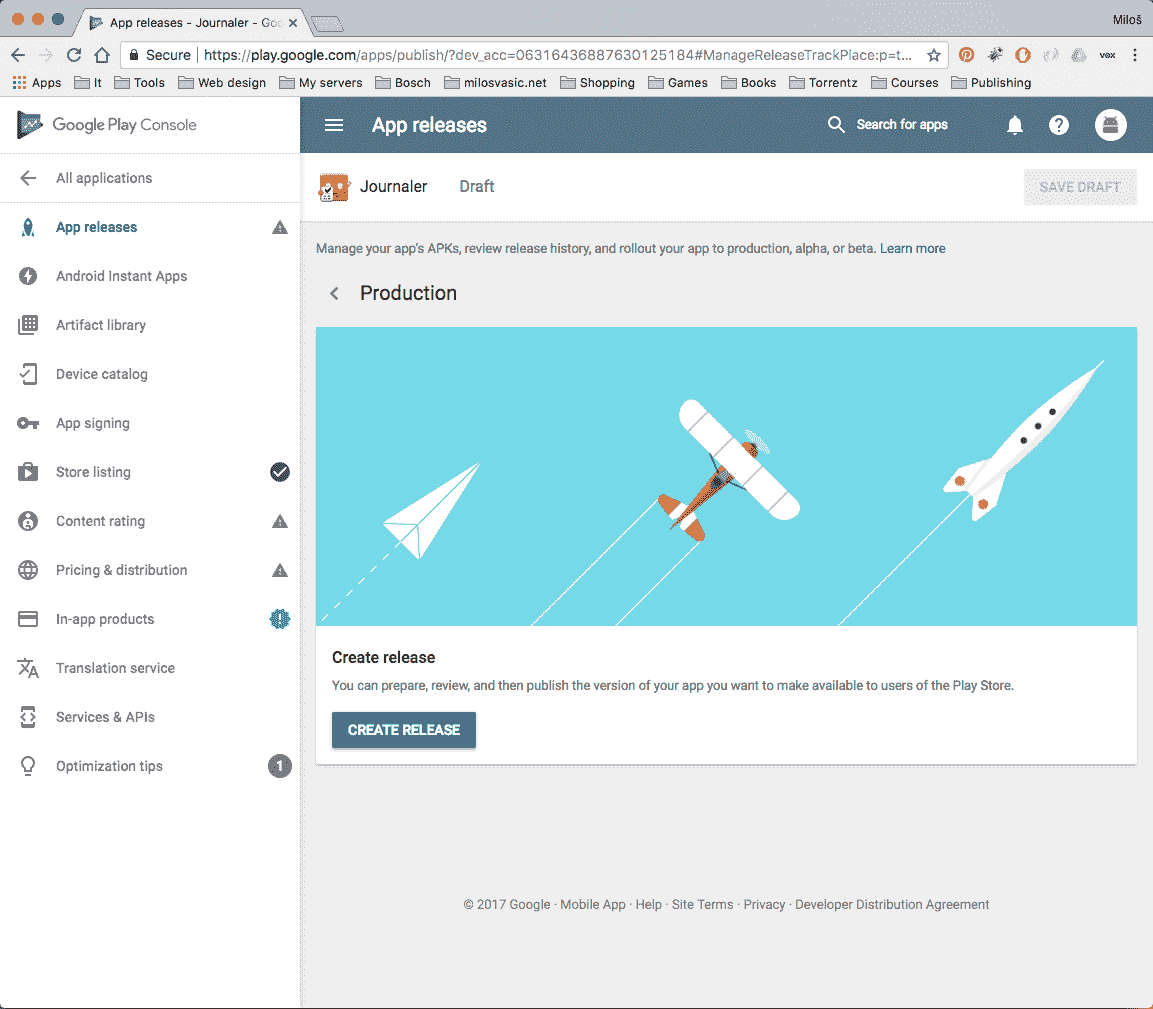 App releases - Journaler - Goo
Miloš
Secure
https://play.google.com/apps/publish/?dev_acc=06316436887630125184#ManageReleaseTrackPlace:p=t...
vox
Apps It Tools Web design My servers Bosch milosvasic.net Shopping Games Books Torrentz Courses Publishing
Google Play Console
App releases
Search for apps
All applications
Journaler
Draft
SAVE DRAFT
App releases
Android Instant Apps
Artifact library
Device catalog
App signing
Store listing
Content rating
Pricing & distribution
In-app products
Translation service
Services & APIs
Optimization tips
1
Manage your app's APKs, review release history, and rollout your app to production, alpha, or beta. Learn more
Production
Create release
You can prepare, review, and then publish the version of your app you want to make available to users of the Play Store.
CREATE RELEASE
© 2017 Google · Mobile App · Help · Site Terms · Privacy · Developer Distribution Agreement